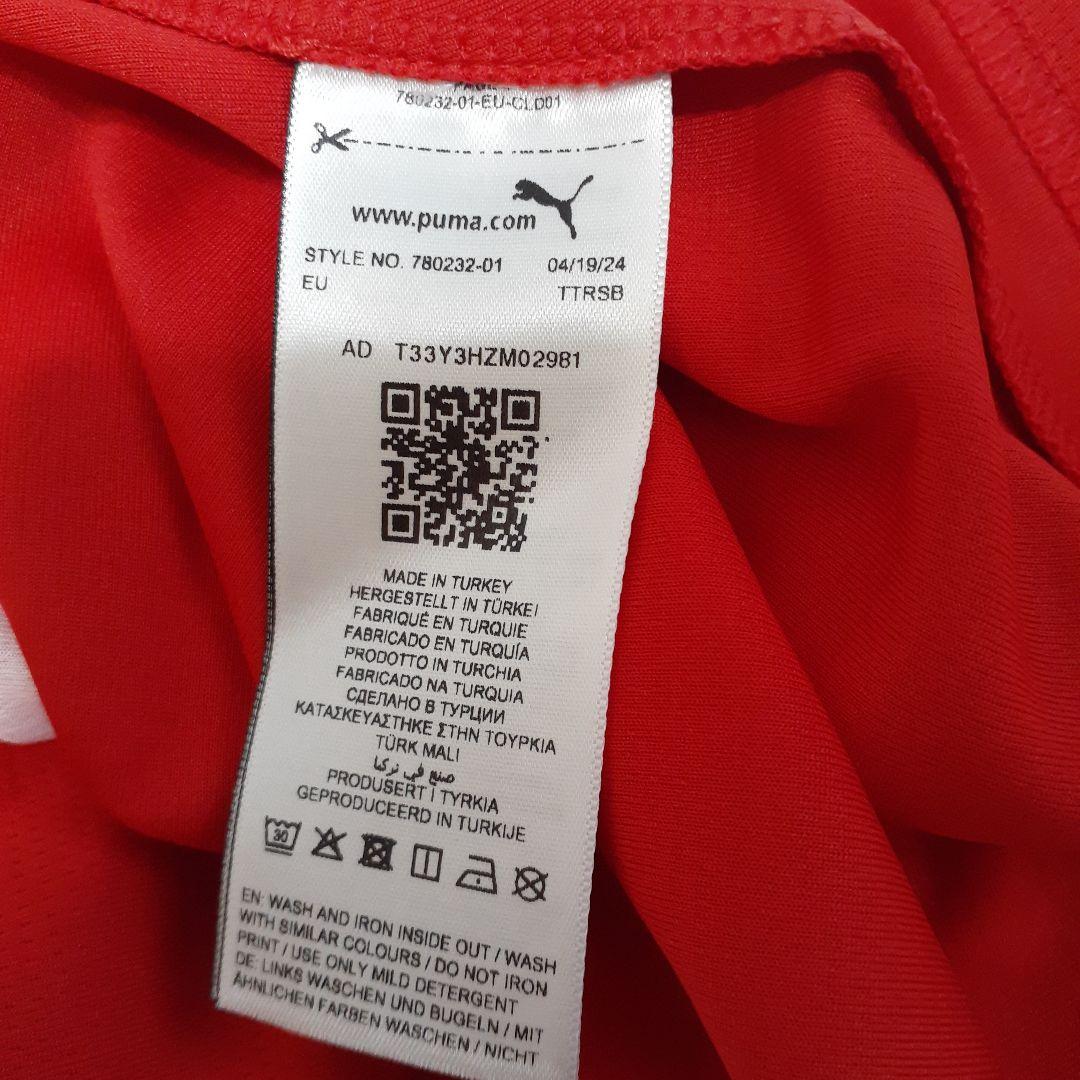 780232-01-EU-CLD01
www.puma.com
STYLE NO. 780232-01 04/19/24
EU TTRSB
AD T33Y3HZM02981
MADE IN TURKEY
HERGESTELLT IN TÜRKEI
FABRIQUÉ EN TURQUIE
FABRICADO EN TURQUÍA
PRODOTTO IN TURCHIA
FABRICADO NA TURQUIA
СДЕЛАНО В ТУРЦИИ
ΚΑΤΑΣΚΕΥΑΣΤΗΚΕ ΣΤΗΝ ΤΟΥΡΚΙΑ
TÜRK MALI
صنع في تركيا
PRODUSERT I TYRKIA
GEPRODUCEERD IN TURKIJE
30
EN: WASH AND IRON INSIDE OUT / WASH
WITH SIMILAR COLOURS / DO NOT IRON
PRINT / USE ONLY MILD DETERGENT
DE: LINKS WASCHEN UND BÜGELN / MIT
ÄHNLICHEN FARBEN WASCHEN / NICHT